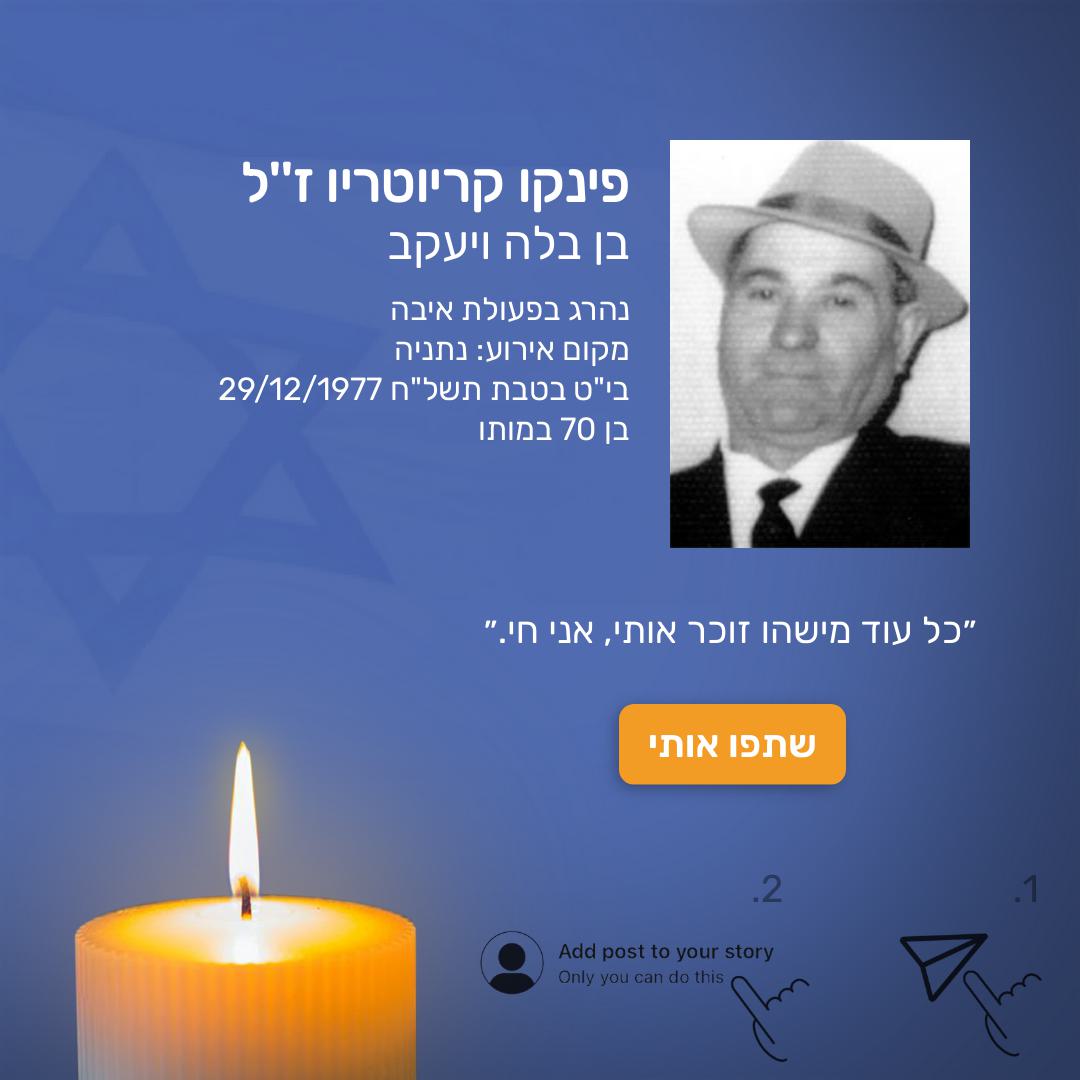 פינקו קריוטריו ז"ל
בן בלה ויעקב
נהרג בפעולת איבה
מקום אירוע: נתניה
בי"ט בטבת תשל"ח 29/12/1977
בן 70 במותו
״כל עוד מישהו זוכר אותי, אני חי.״
שתפו אותי
1.
2.
Add post to your story
Only you can do this